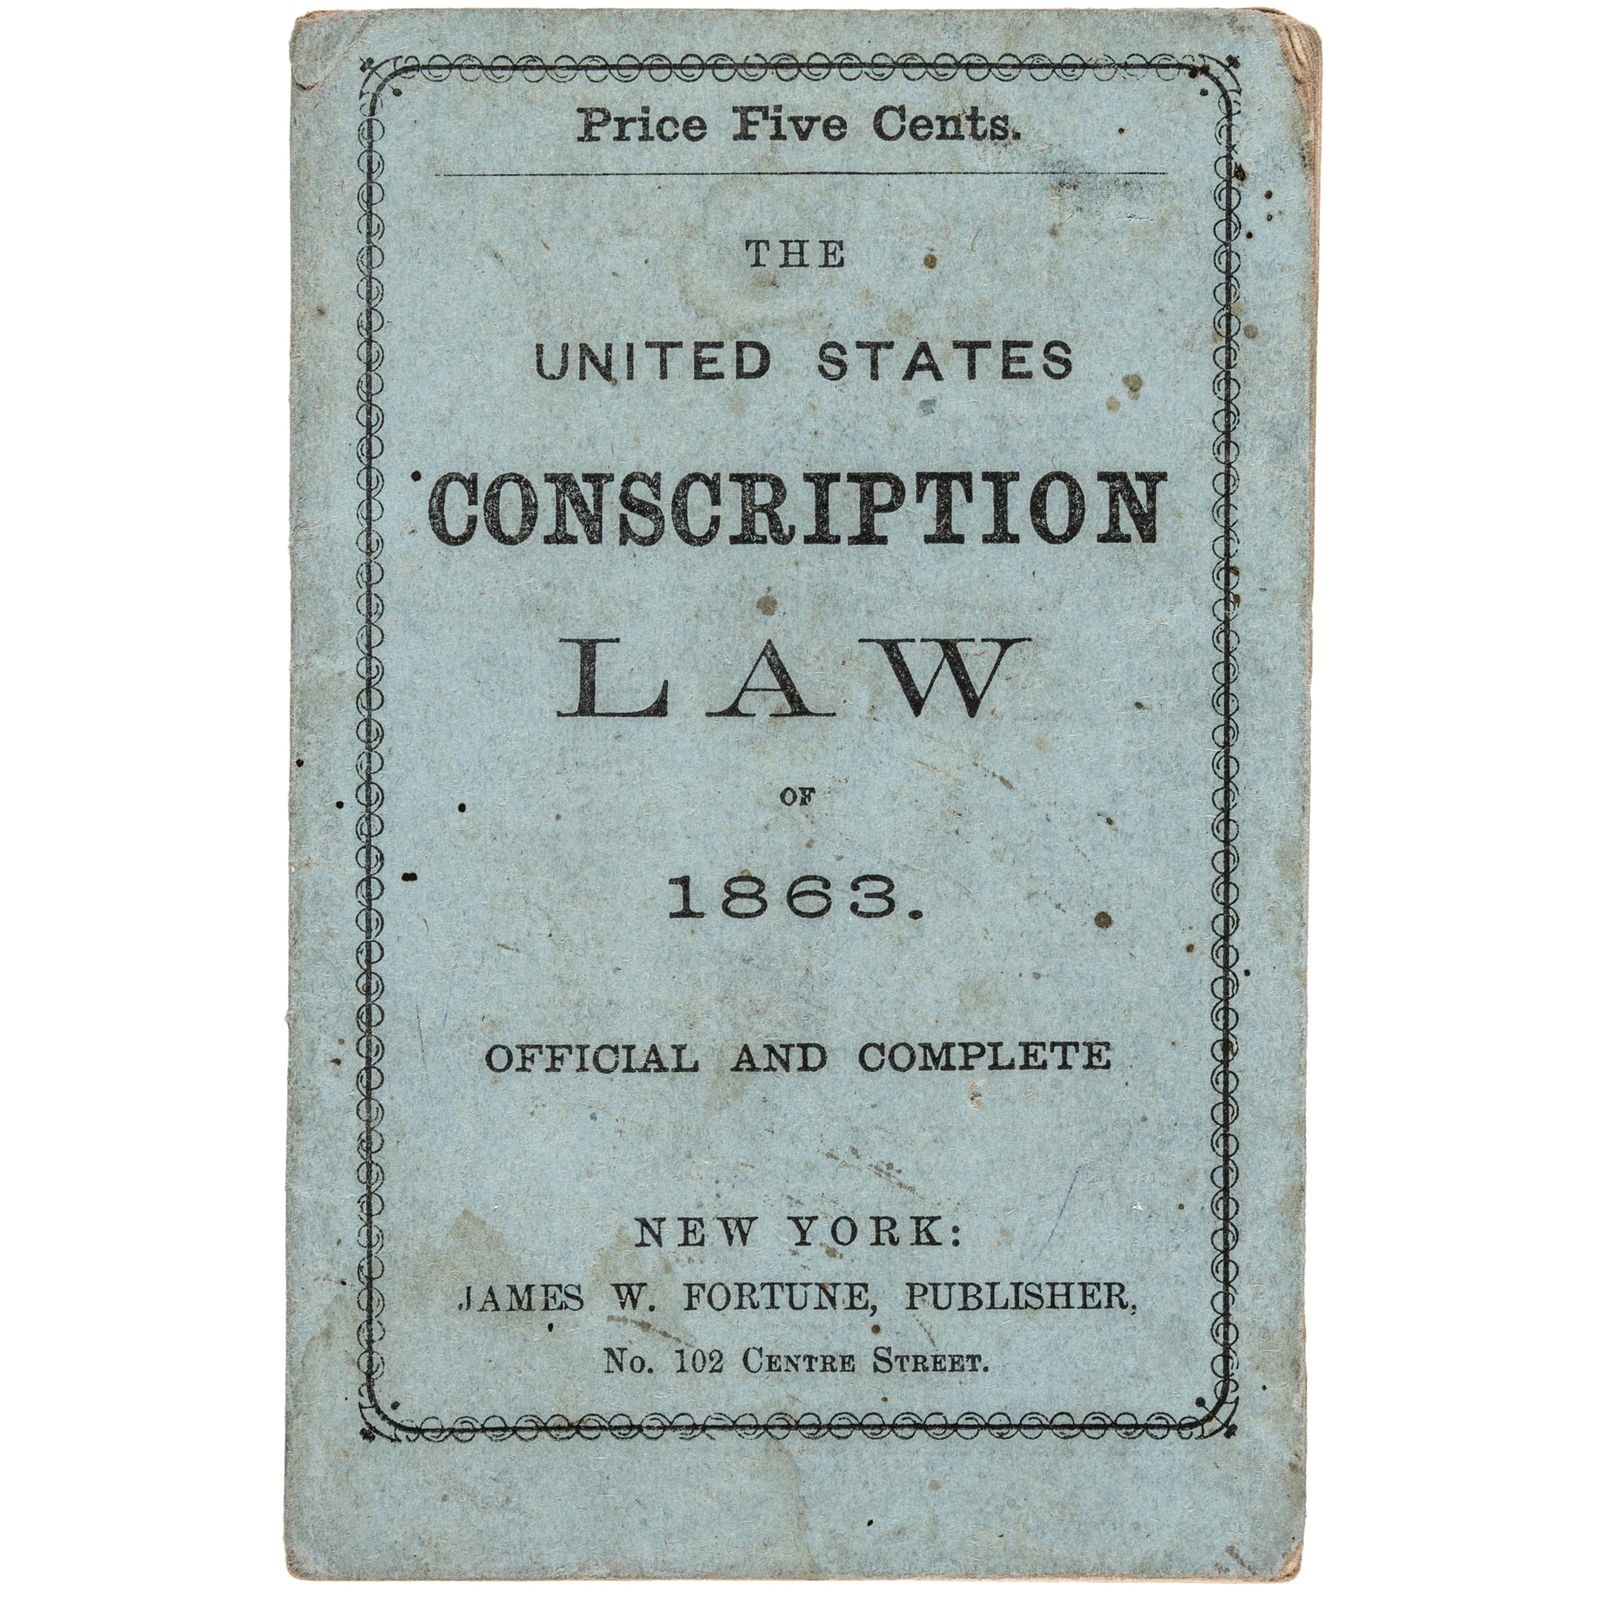 Price Five Cents.
THE
UNITED STATES
CONSCRIPTION
LAW
OF
1863.
OFFICIAL AND COMPLETE
NEW YORK:
JAMES W. FORTUNE, PUBLISHER,
No. 102 Centre Street.